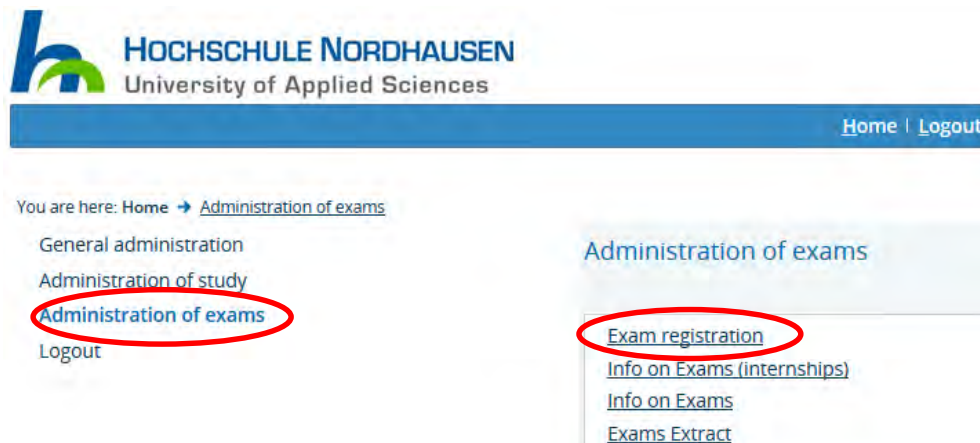 HOCHSCHULE NORDHAUSEN
University of Applied Sciences
Home | Logout
You are here: Home → Administration of exams
General administration
Administration of study
Administration of exams
Logout
Administration of exams
Exam registration
Info on Exams (internships)
Info on Exams
Exams Extract